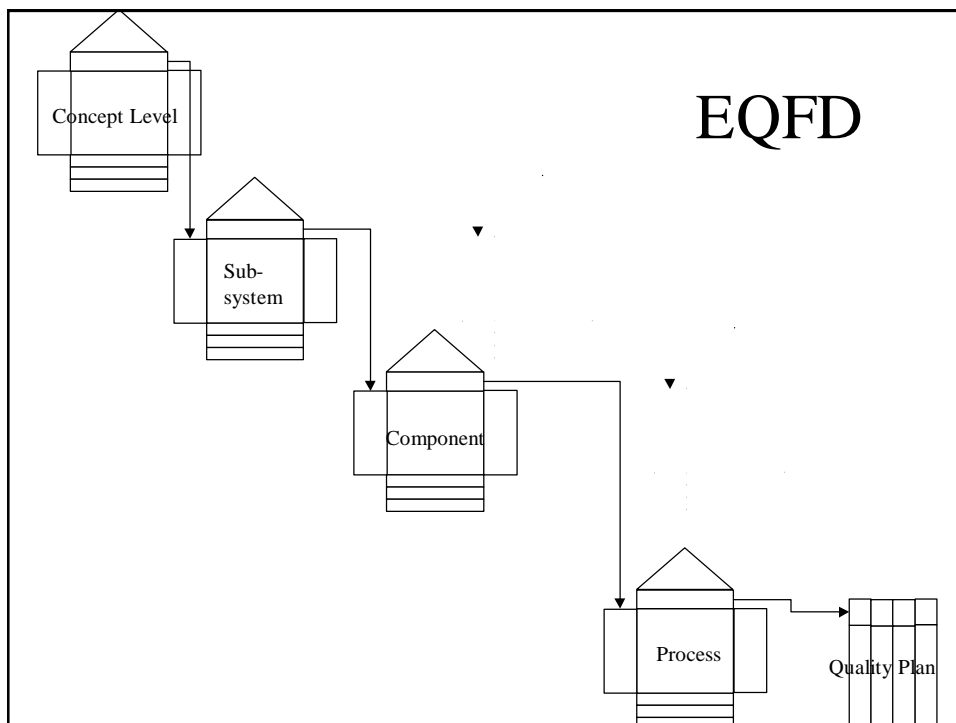 EQFD
Concept Level
Sub-
system
Component
Process
Quality Plan